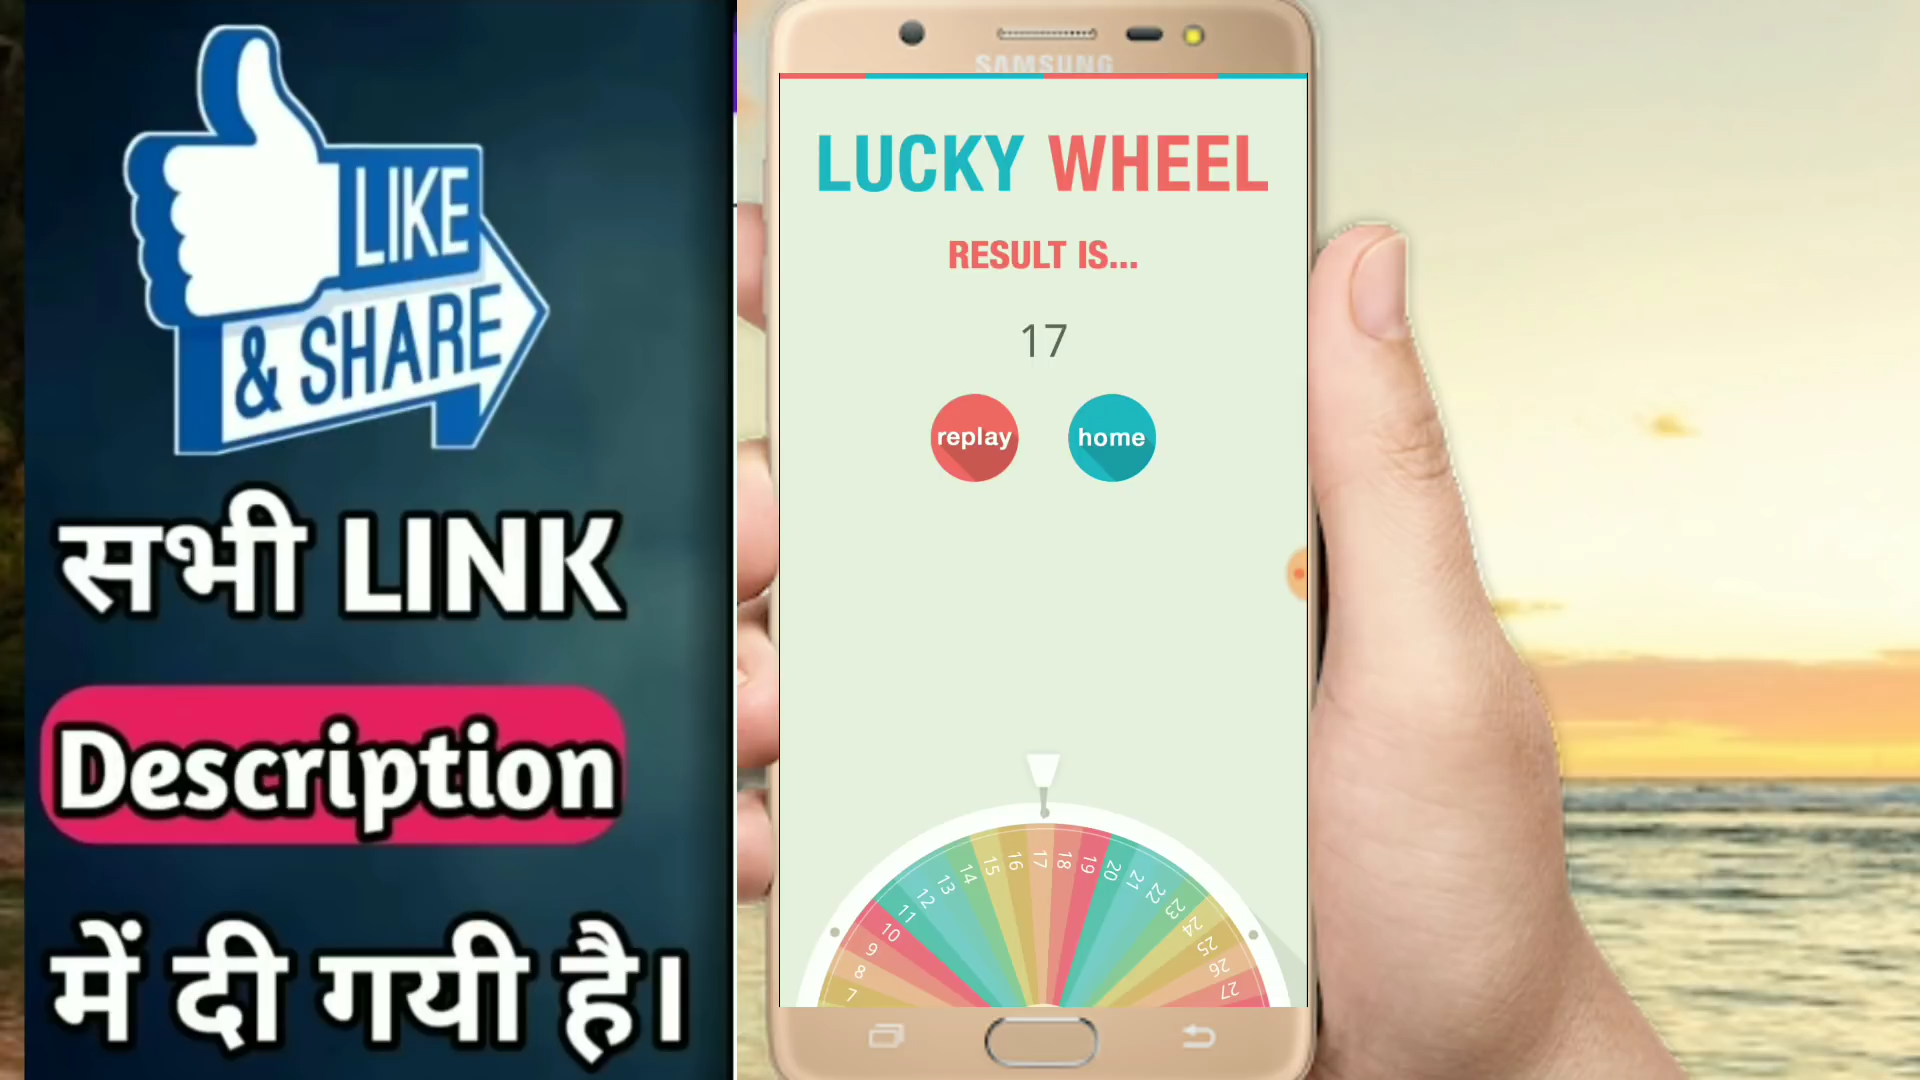 LIKE
& SHARE
सभी LINK
Description
में दी गयी है।
SAMSUNG
LUCKY WHEEL
RESULT IS...
17
replay
home
7
8
9
10
11
12
13
14
15
16
17
18
19
20
21
22
23
24
25
26
27